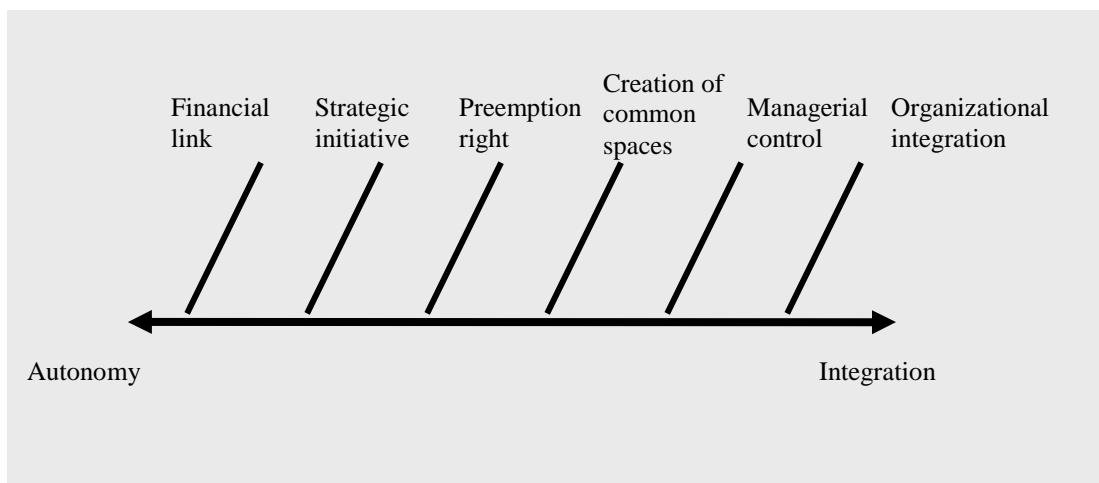 Financial
link
Strategic
initiative
Preemption
right
Creation of
common
spaces
Managerial
control
Organizational
integration
Autonomy
Integration